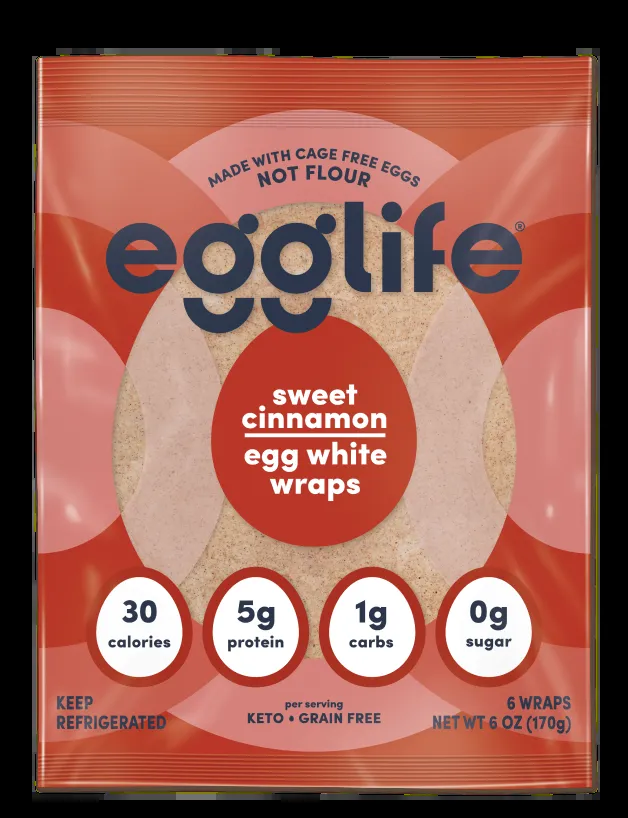 MADE WITH CAGE FREE EGGS
NOT FLOUR
egglife®
sweet
cinnamon
egg white
wraps
30
calories
5g
protein
1g
carbs
0g
sugar
KEEP
REFRIGERATED
per serving
KETO • GRAIN FREE
6 WRAPS
NET WT 6 OZ (170g)